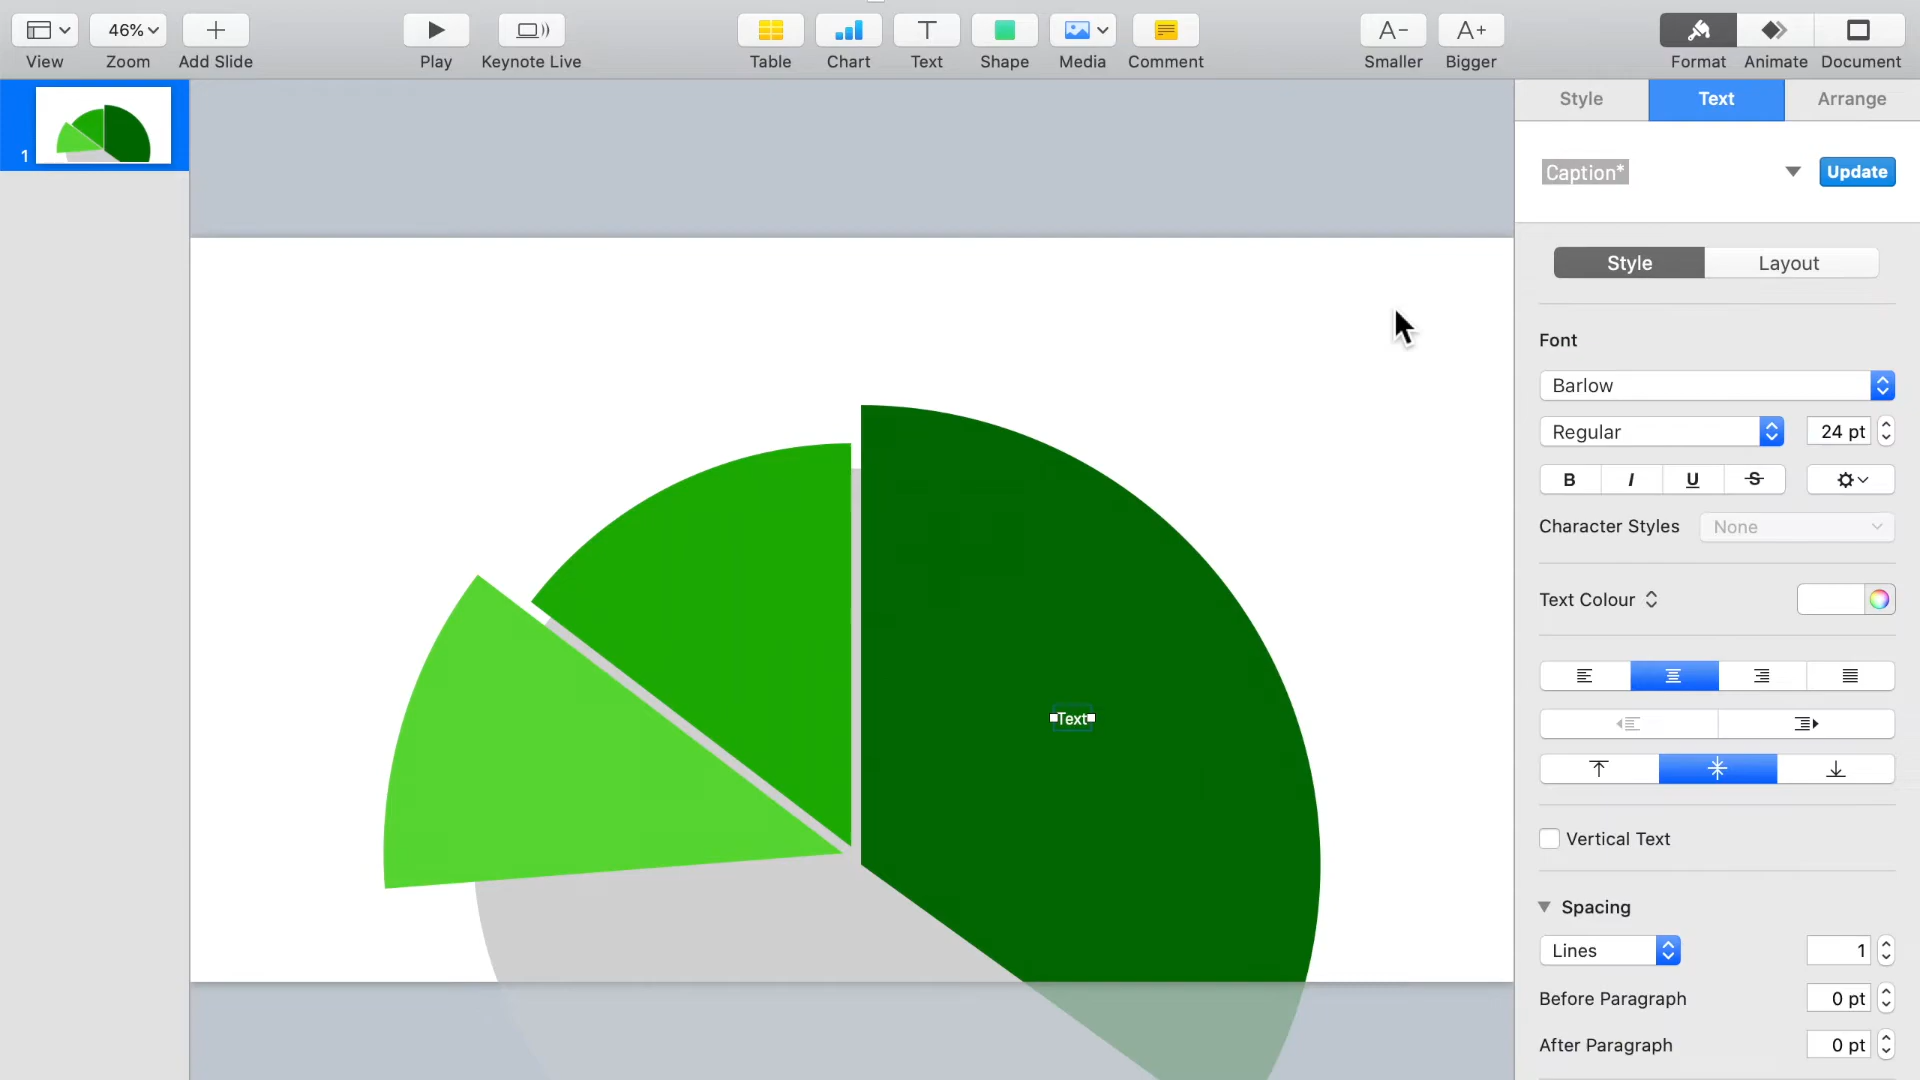 46%
View
Zoom
Add Slide
Play
Keynote Live
Table
Chart
T
Text
Shape
Media
Comment
A-
Smaller
A+
Bigger
Format
Animate
Document
1
Text
Style
Text
Arrange
Caption*
Update
Style
Layout
Font
Barlow
Regular
24 pt
B
I
U
S
Character Styles
None
Text Colour
Vertical Text
Spacing
Lines
1
Before Paragraph
0 pt
After Paragraph
0 pt